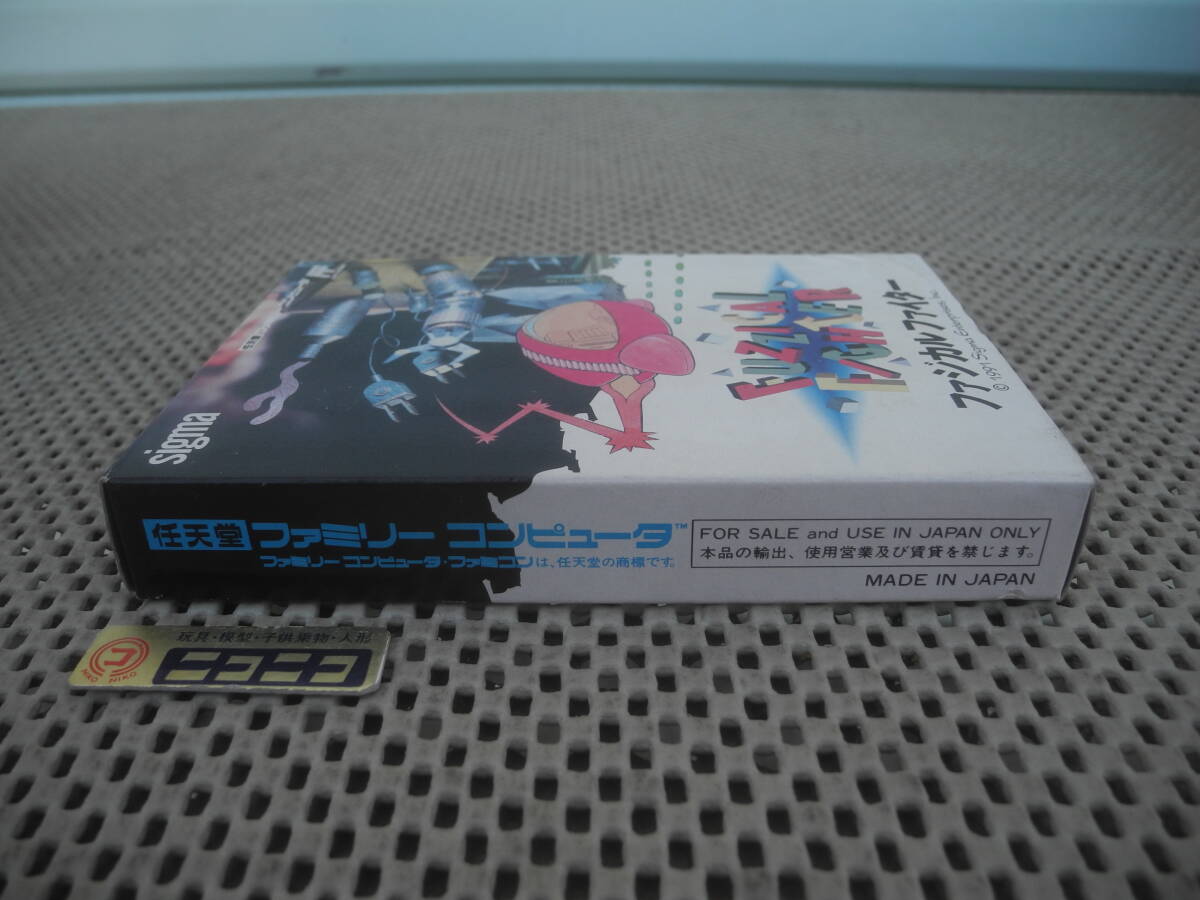 FUZZICAL
FIGHTER
ファジカルファイター
© 1991 Sigma Enterprises Inc.
sigma
任天堂 ファミリー コンピュータ™
ファミリー コンピュータ・ファミコンは、任天堂の商標です。
FOR SALE and USE IN JAPAN ONLY
本品の輸出、使用営業及び賃貸を禁じます。
MADE IN JAPAN
玩具・模型・子供乗物・人形
ニコニコ
NIKO NIKO